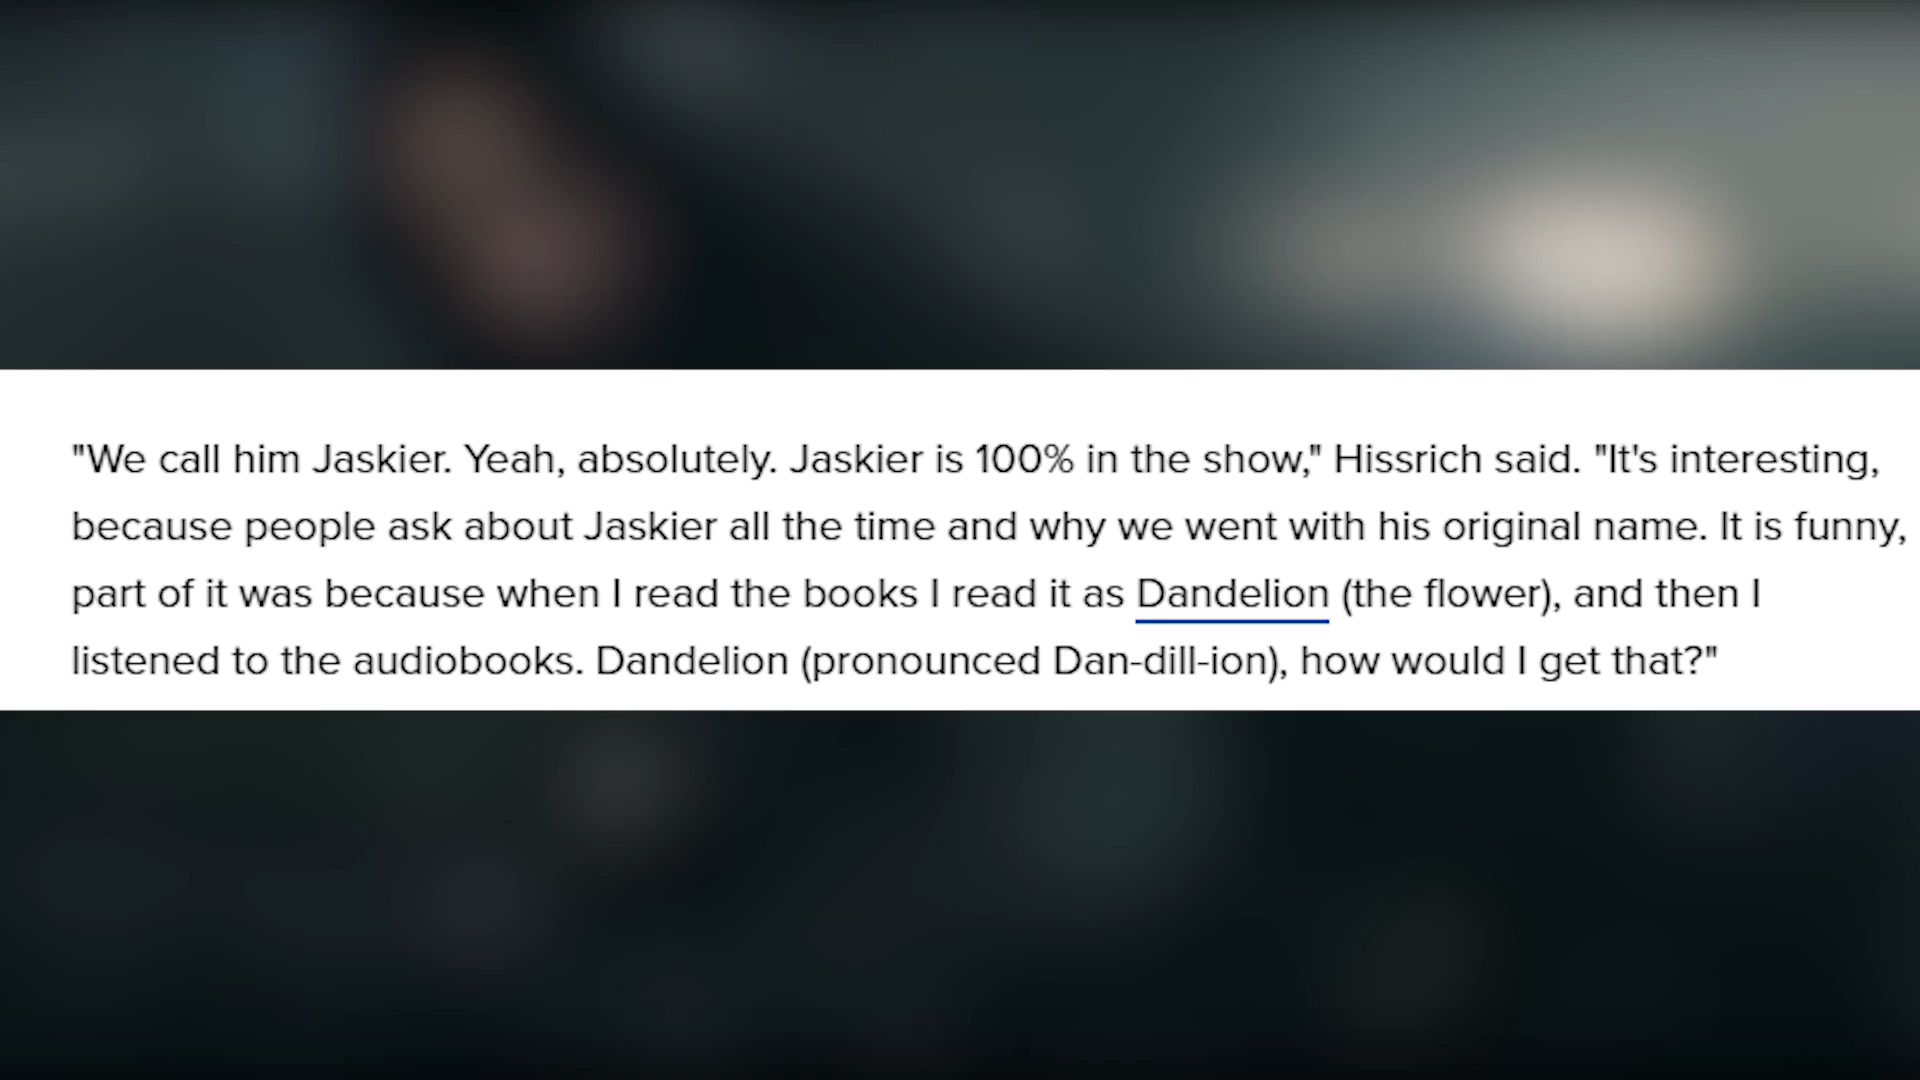 "We call him Jaskier. Yeah, absolutely. Jaskier is 100% in the show," Hissrich said. "It's interesting,
because people ask about Jaskier all the time and why we went with his original name. It is funny,
part of it was because when I read the books I read it as Dandelion (the flower), and then I
listened to the audiobooks. Dandelion (pronounced Dan-dill-ion), how would I get that?"